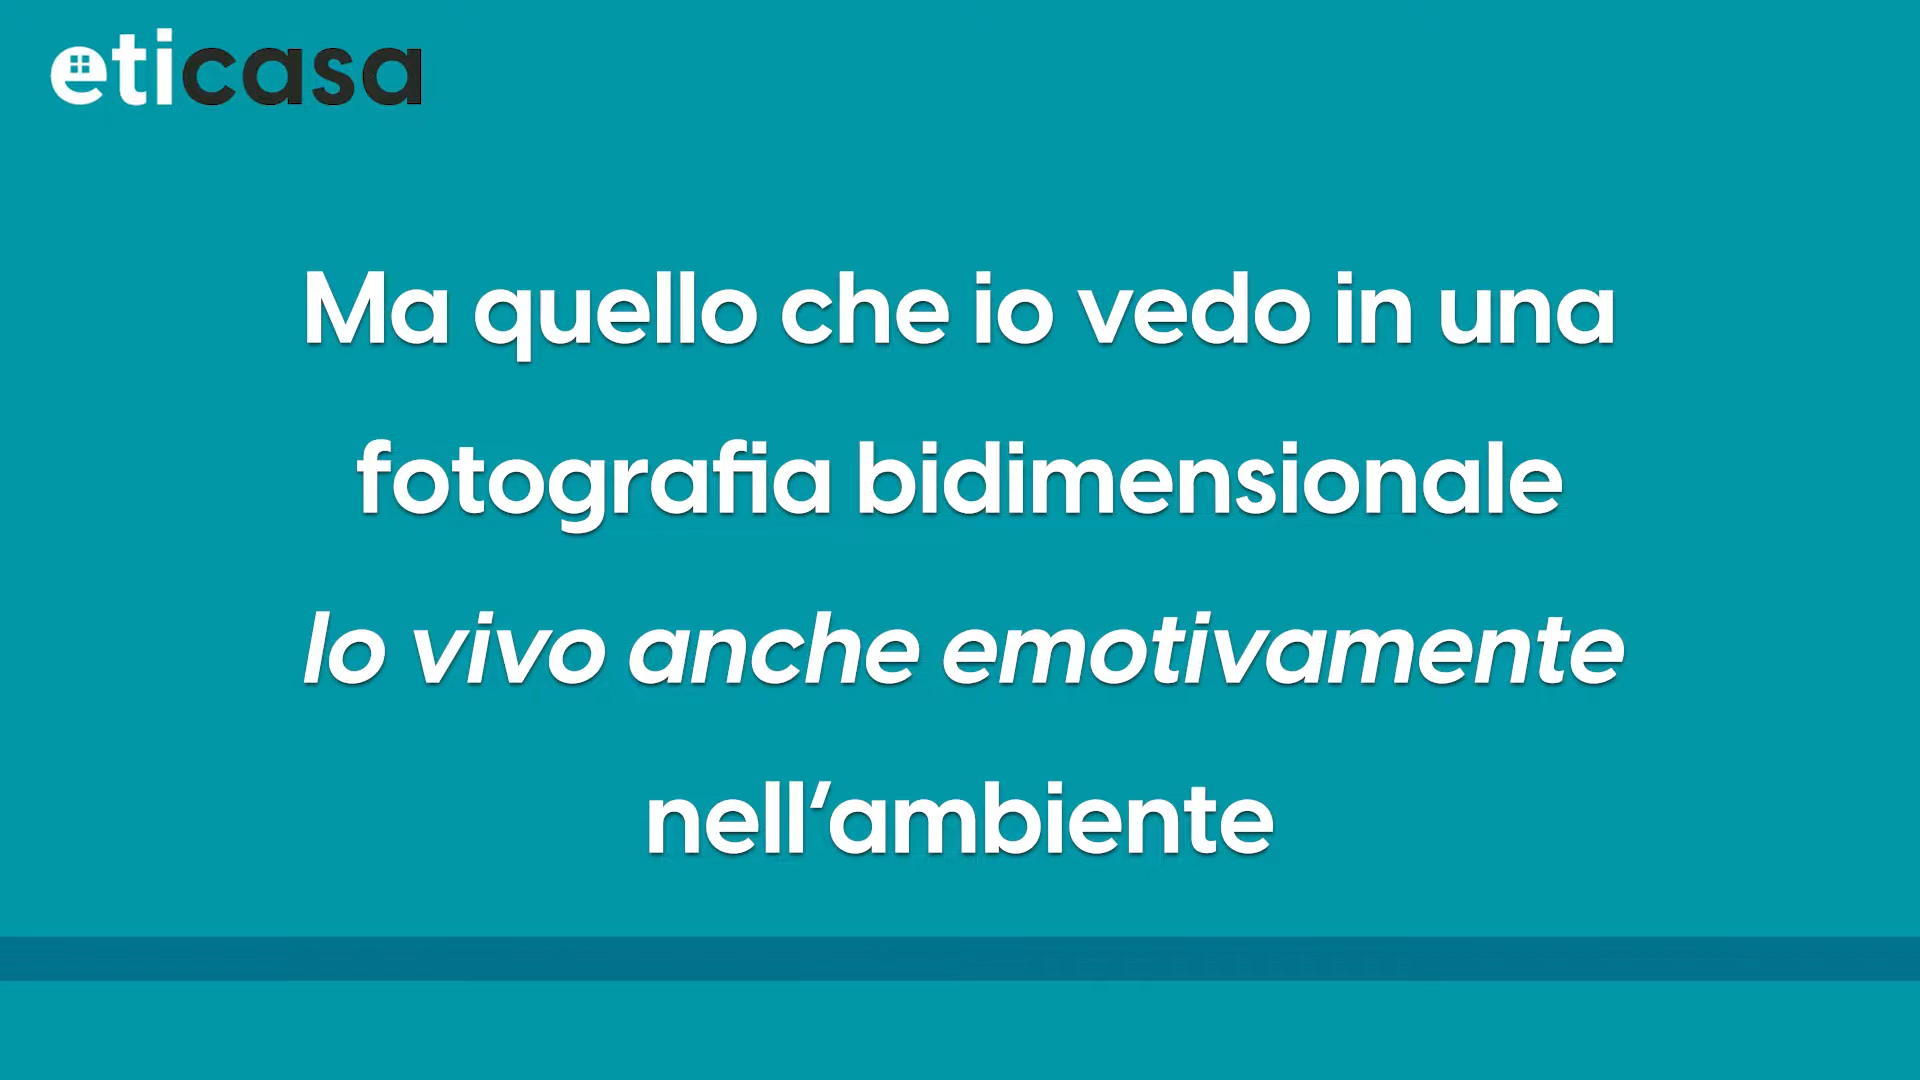 eticasa
Ma quello che io vedo in una
fotografia bidimensionale
lo vivo anche emotivamente
nell'ambiente